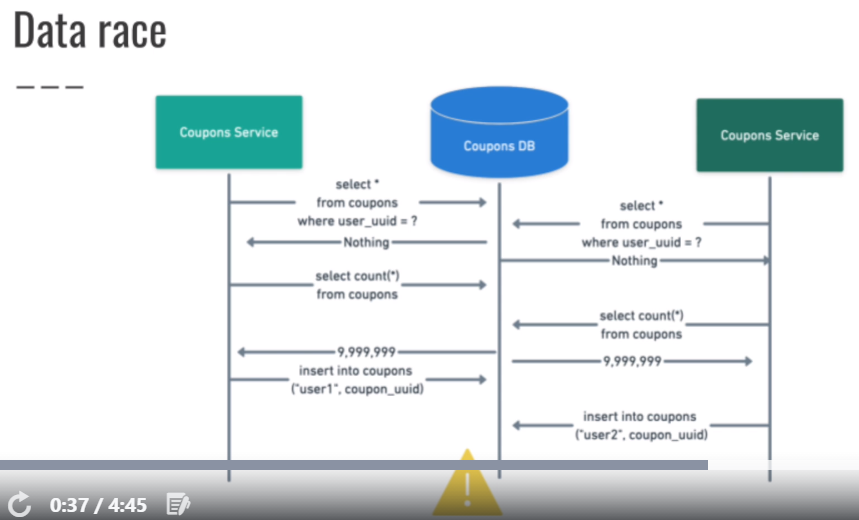 Data race
Coupons Service
Coupons DB
Coupons Service
select *
from coupons
where user_uuid = ?
select *
from coupons
where user_uuid = ?
Nothing
Nothing
select count(*)
from coupons
select count(*)
from coupons
9,999,999
9,999,999
insert into coupons
("user1", coupon_uuid)
insert into coupons
("user2", coupon_uuid)
!
0:37 / 4:45